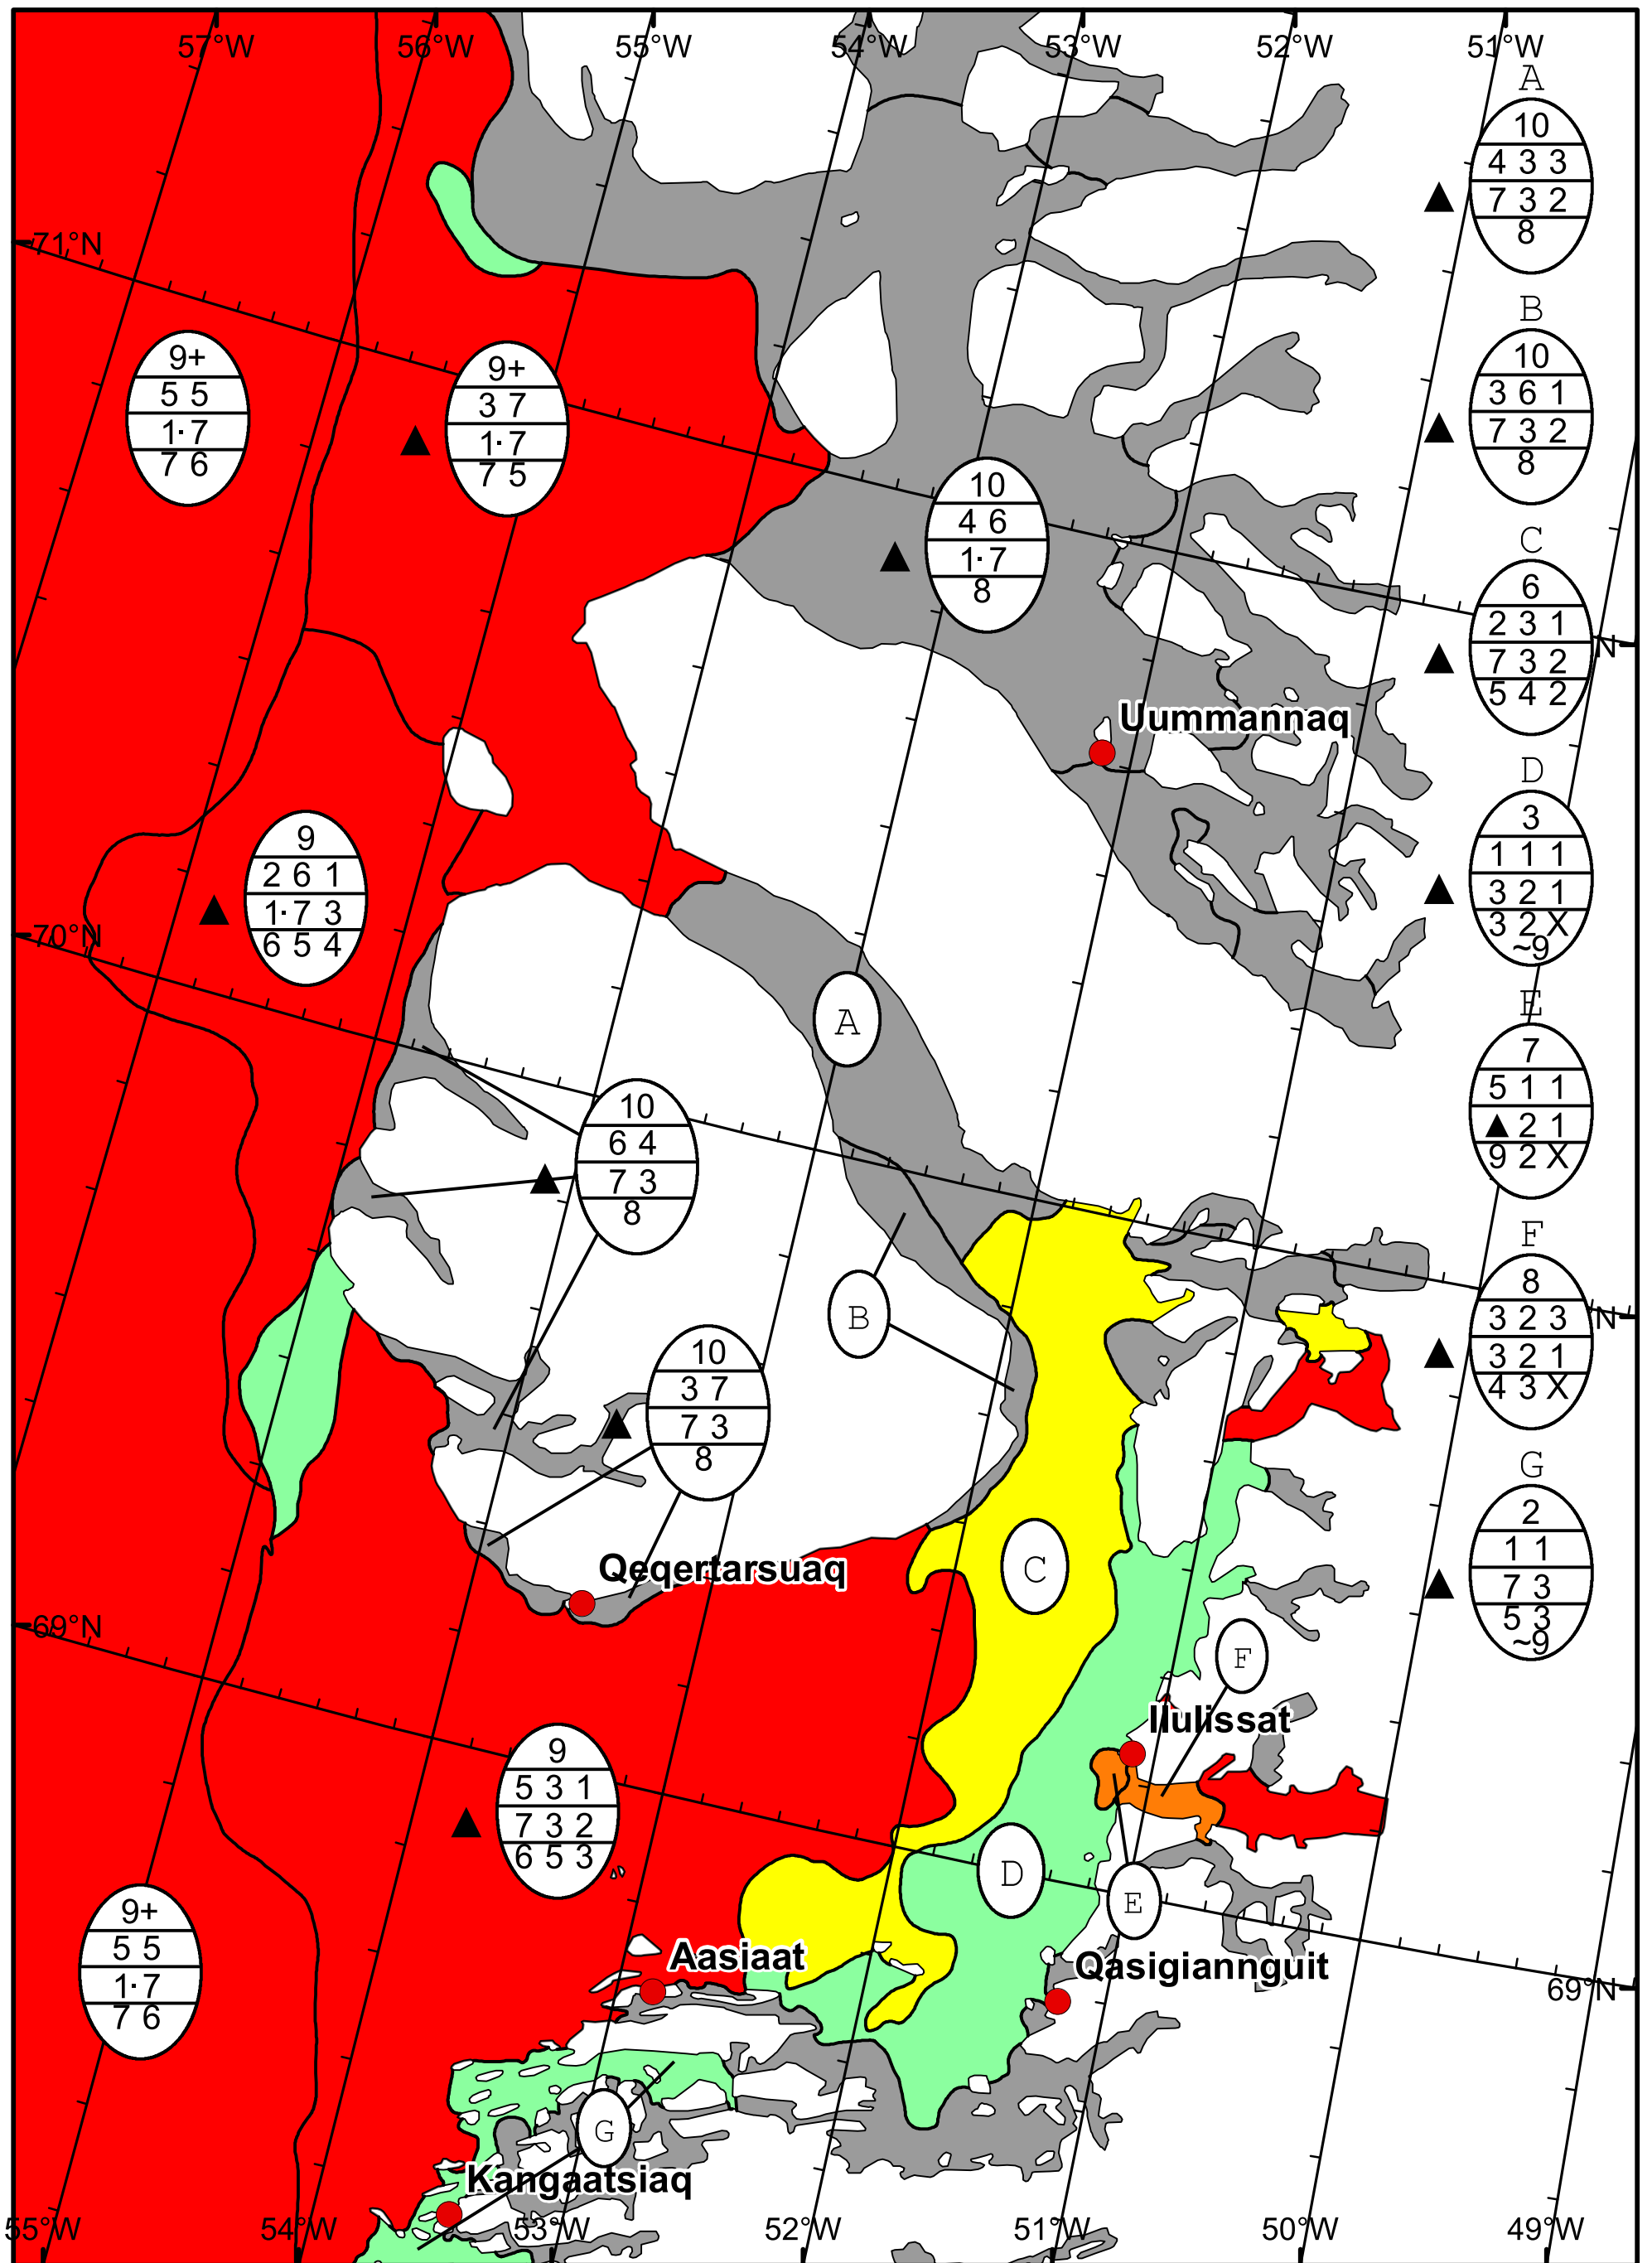 57°W 56°W 55°W 54°W 53°W 52°W 51°W
A
10
4 3 3
7 3 2
8
71°N
B
10
3 6 1
7 3 2
8
9+
5 5
1· 7
7 6
9+
3 7
1· 7
7 5
10
4 6
1· 7
8
C
6
2 3 1
7 3 2
5 4 2
N
Uummannaq
D
3
1 1 1
3 2 1
3 2 X
~9
9
2 6 1
1· 7 3
6 5 4
70°N
A
E
7
5 1 1
▲ 2 1
9 2 X
10
6 4
7 3
8
B
F
8
3 2 3
3 2 1
4 3 X
N
10
3 7
7 3
8
G
2
1 1
7 3
5 3
~9
C
Qeqertarsuaq
69°N
F
Ilulissat
9
5 3 1
7 3 2
6 5 3
D
E
9+
5 5
1· 7
7 6
Aasiaat
Qasigiannguit
69°N
G
Kangaatsiaq
55°W 54°W 53°W 52°W 51°W 50°W 49°W